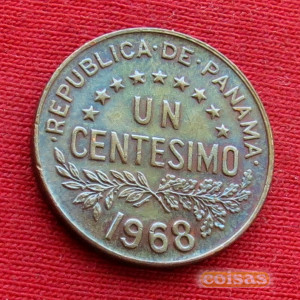 ·REPUBLICA·DE·PANAMA·
UN
CENTESIMO
1968
coisas